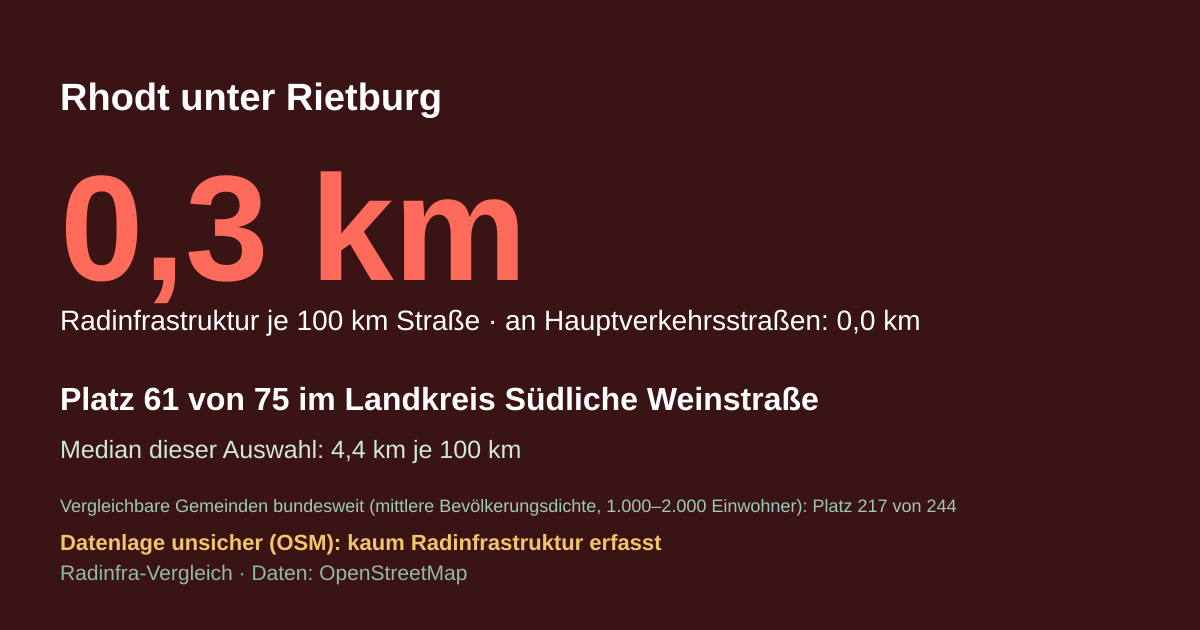 Rhodt unter Rietburg
0,3 km
Radinfrastruktur je 100 km Straße · an Hauptverkehrsstraßen: 0,0 km
Platz 61 von 75 im Landkreis Südliche Weinstraße
Median dieser Auswahl: 4,4 km je 100 km
Vergleichbare Gemeinden bundesweit (mittlere Bevölkerungsdichte, 1.000–2.000 Einwohner): Platz 217 von 244
Datenlage unsicher (OSM): kaum Radinfrastruktur erfasst
Radinfra-Vergleich · Daten: OpenStreetMap